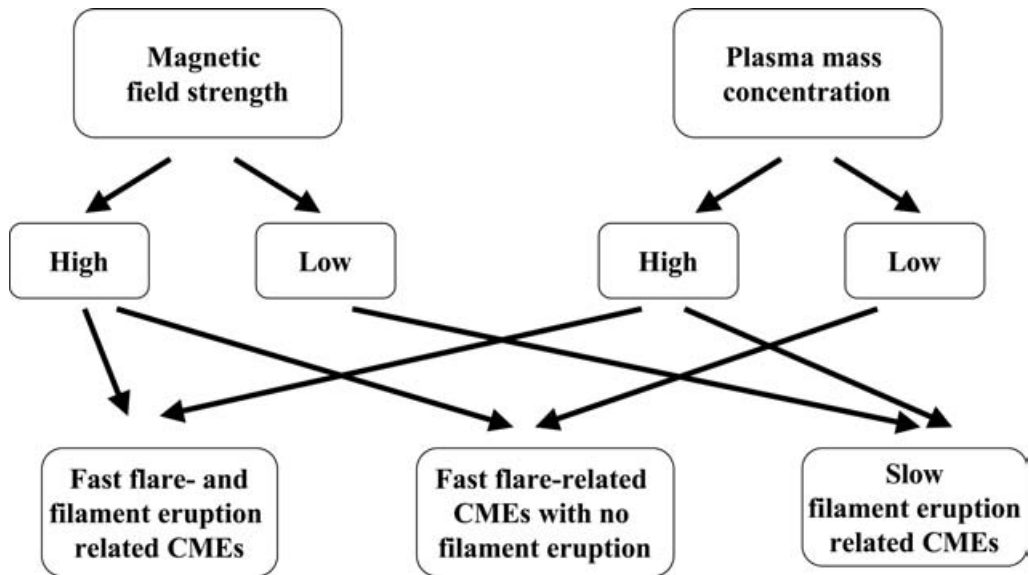 Magnetic
field strength
Plasma mass
concentration
High
Low
High
Low
Fast flare- and
filament eruption
related CMEs
Fast flare-related
CMEs with no
filament eruption
Slow
filament eruption
related CMEs